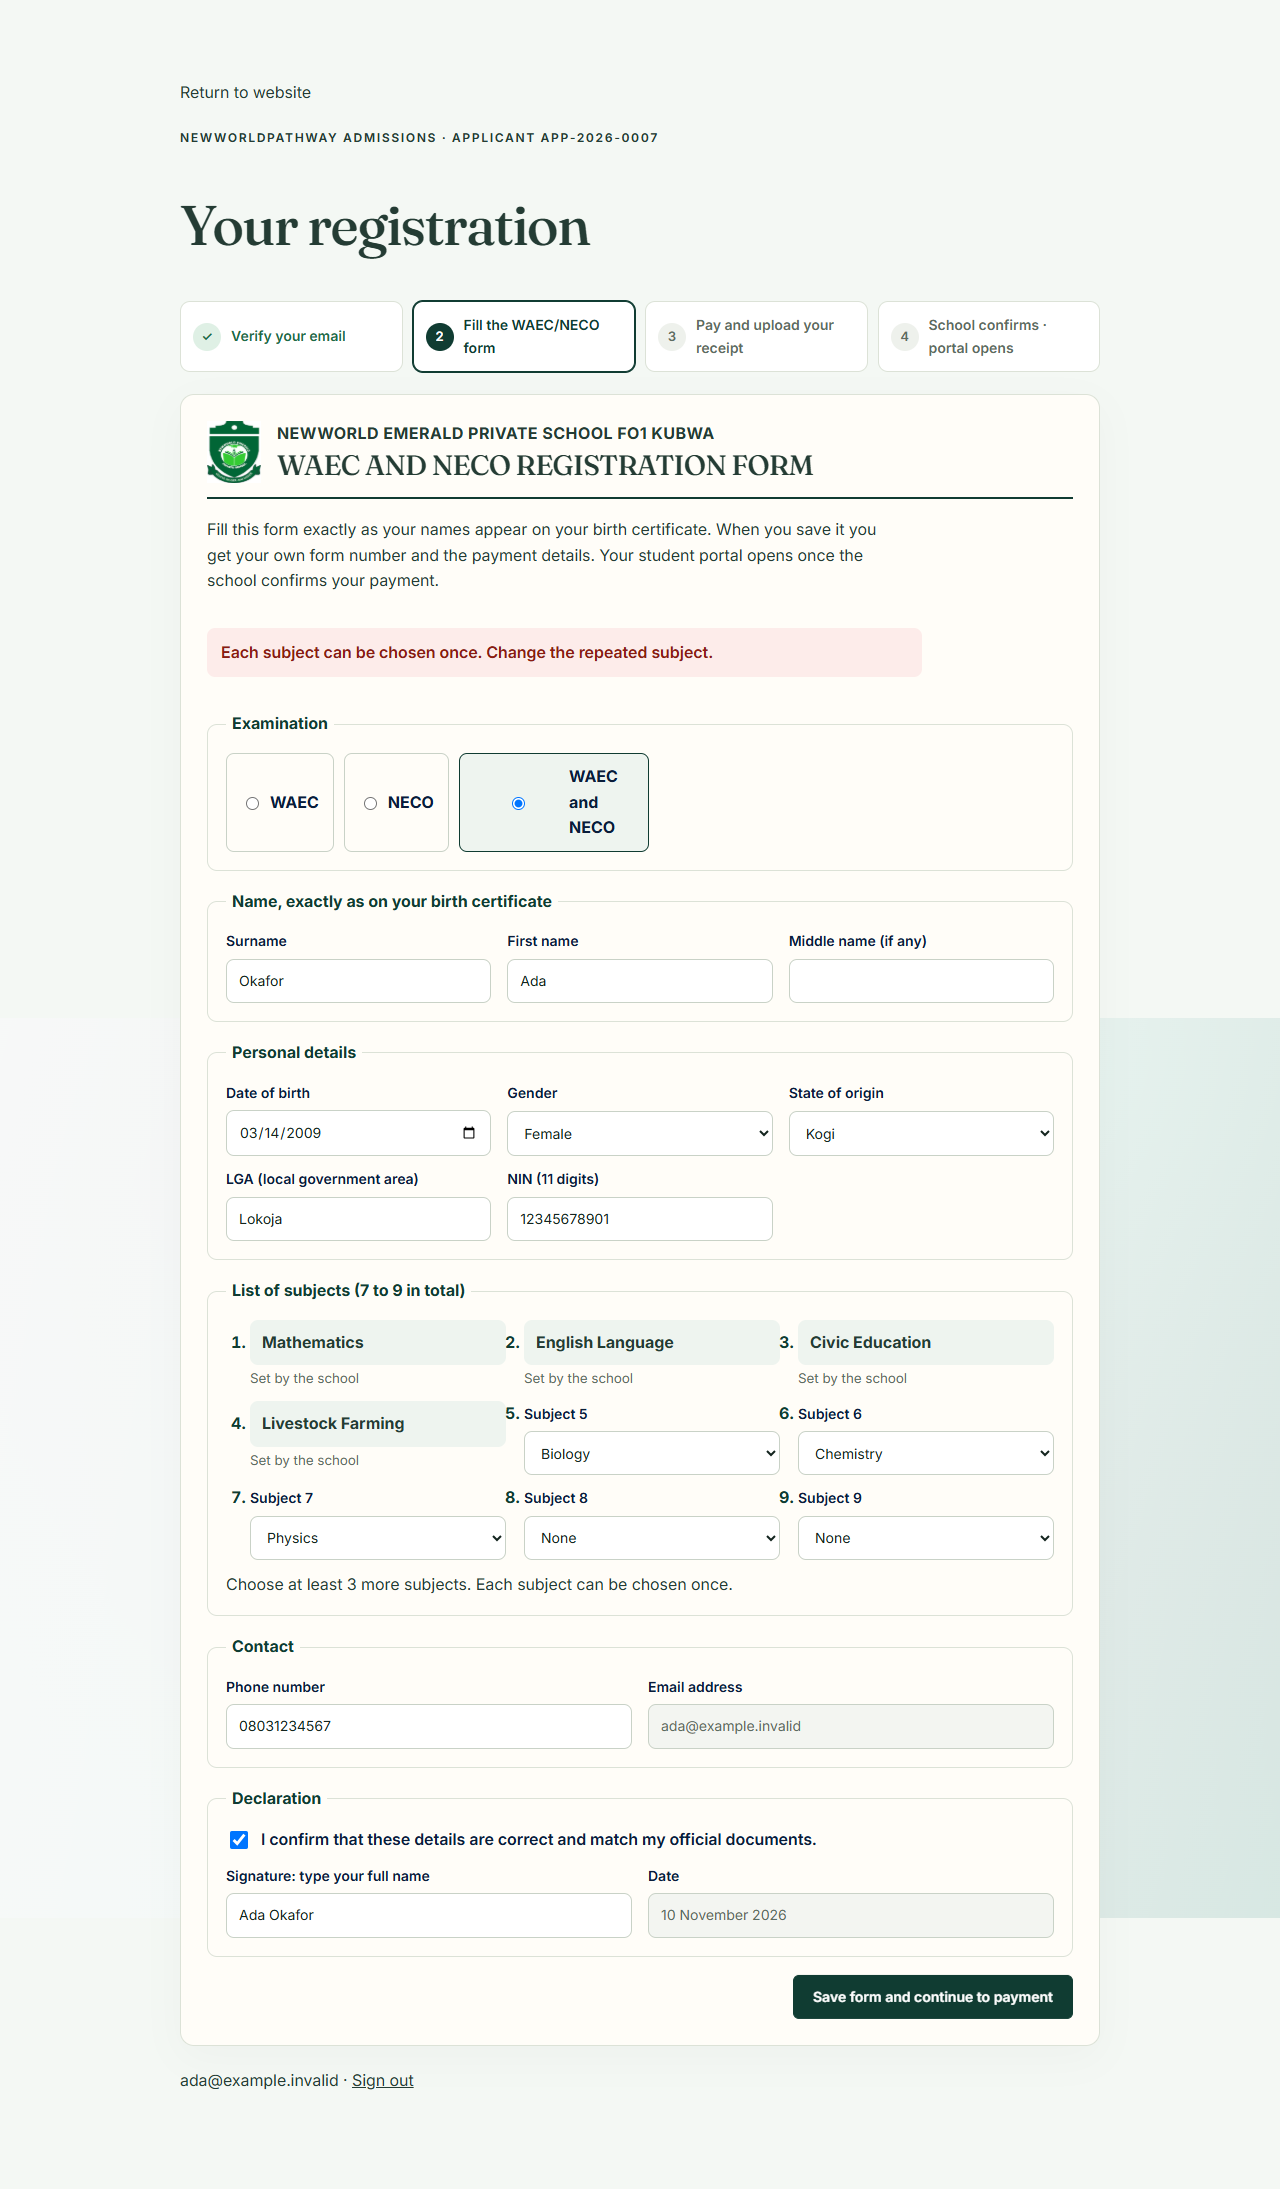 Return to website
NEWWORLDPATHWAY ADMISSIONS · APPLICANT APP-2026-0007
Your registration
✓ Verify your email
2 Fill the WAEC/NECO form
3 Pay and upload your receipt
4 School confirms · portal opens
NEWWORLD EMERALD PRIVATE SCHOOL FO1 KUBWA
WAEC AND NECO REGISTRATION FORM
Fill this form exactly as your names appear on your birth certificate. When you save it you
get your own form number and the payment details. Your student portal opens once the
school confirms your payment.
Each subject can be chosen once. Change the repeated subject.
Examination
WAEC
NECO
WAEC and NECO
Name, exactly as on your birth certificate
Surname First name Middle name (if any)
Okafor Ada
Personal details
Date of birth Gender State of origin
03/14/2009 Female Kogi
LGA (local government area) NIN (11 digits)
Lokoja 12345678901
List of subjects (7 to 9 in total)
1. Mathematics 2. English Language 3. Civic Education
Set by the school Set by the school Set by the school
4. Livestock Farming
Set by the school
5. Subject 5 6. Subject 6
Biology Chemistry
7. Subject 7 8. Subject 8 9. Subject 9
Physics None None
Choose at least 3 more subjects. Each subject can be chosen once.
Contact
Phone number Email address
08031234567 ada@example.invalid
Declaration
I confirm that these details are correct and match my official documents.
Signature: type your full name Date
Ada Okafor 10 November 2026
Save form and continue to payment
ada@example.invalid · Sign out